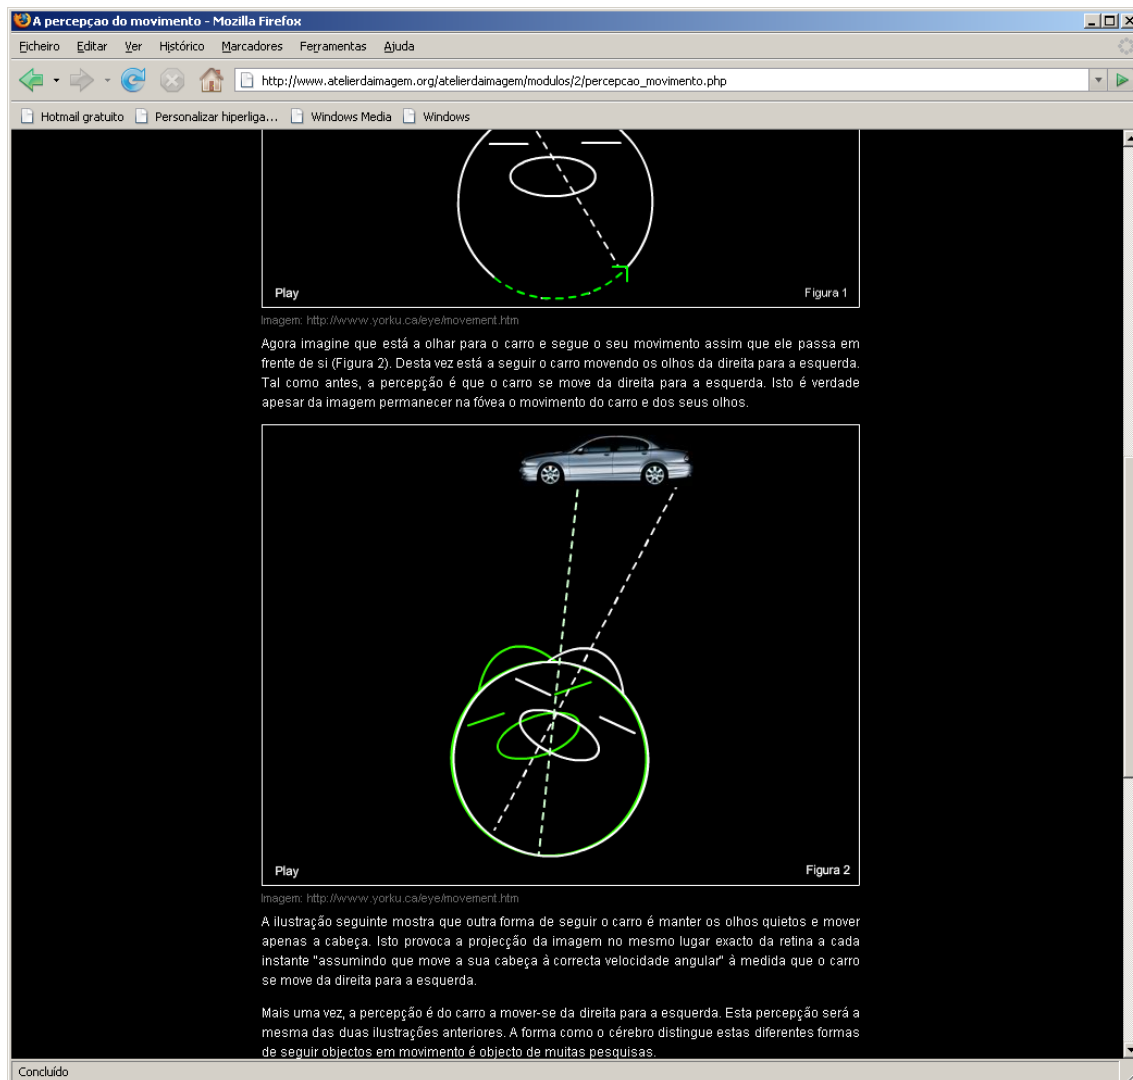 A percepçao do movimento - Mozilla Firefox
Ficheiro Editar Ver Histórico Marcadores Ferramentas Ajuda
http://www.atelierdaimagem.org/atelierdaimagem/modulos/2/percepcao_movimento.php
Hotmail gratuito Personalizar hiperliga... Windows Media Windows
Play Figura 1
Imagem: http://www.yorku.ca/eye/movement.htm
Agora imagine que está a olhar para o carro e segue o seu movimento assim que ele passa em
frente de si (Figura 2). Desta vez está a seguir o carro movendo os olhos da direita para a esquerda.
Tal como antes, a percepção é que o carro se move da direita para a esquerda. Isto é verdade
apesar da imagem permanecer na fóvea o movimento do carro e dos seus olhos.
Play Figura 2
Imagem: http://www.yorku.ca/eye/movement.htm
A ilustração seguinte mostra que outra forma de seguir o carro é manter os olhos quietos e mover
apenas a cabeça. Isto provoca a projecção da imagem no mesmo lugar exacto da retina a cada
instante "assumindo que move a sua cabeça à correcta velocidade angular" à medida que o carro
se move da direita para a esquerda.
Mais uma vez, a percepção é do carro a mover-se da direita para a esquerda. Esta percepção será a
mesma das duas ilustrações anteriores. A forma como o cérebro distingue estas diferentes formas
de seguir objectos em movimento é objecto de muitas pesquisas.
Concluído